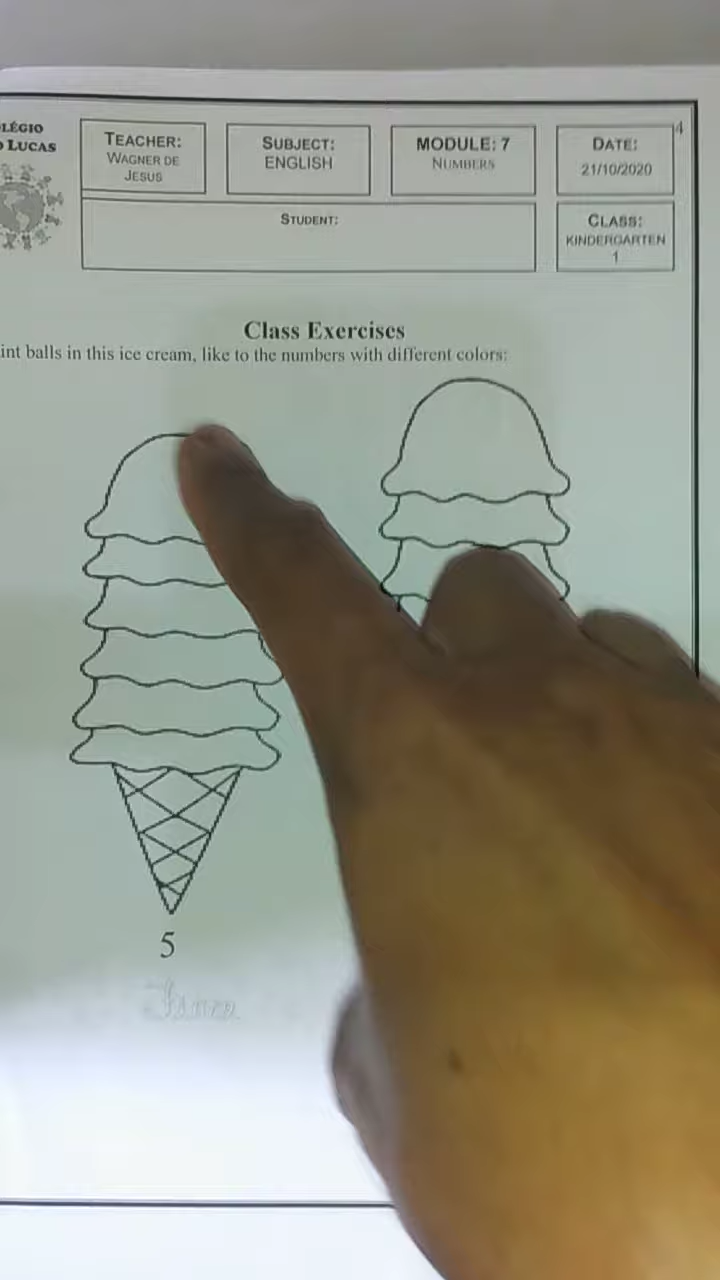 LÉGIO
LUCAS
TEACHER:
WAGNER DE
JESUS
SUBJECT:
ENGLISH
MODULE: 7
NUMBERS
DATE:
21/10/2020
4
STUDENT:
CLASS:
KINDERGARTEN
1
Class Exercises
int balls in this ice cream, like to the numbers with different colors:
5